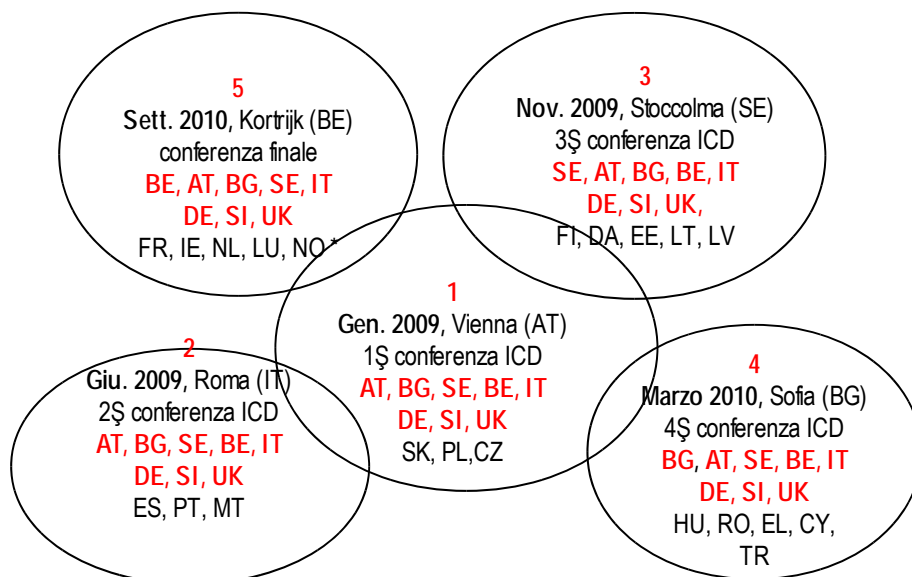 5
Sett. 2010, Kortrijk (BE)
conferenza finale
BE, AT, BG, SE, IT
DE, SI, UK
FR, IE, NL, LU, NO *
3
Nov. 2009, Stoccolma (SE)
3Ş conferenza ICD
SE, AT, BG, BE, IT
DE, SI, UK,
FI, DA, EE, LT, LV
1
Gen. 2009, Vienna (AT)
1Ş conferenza ICD
AT, BG, SE, BE, IT
DE, SI, UK
SK, PL,CZ
2
Giu. 2009, Roma (IT)
2Ş conferenza ICD
AT, BG, SE, BE, IT
DE, SI, UK
ES, PT, MT
4
Marzo 2010, Sofia (BG)
4Ş conferenza ICD
BG, AT, SE, BE, IT
DE, SI, UK
HU, RO, EL, CY,
TR